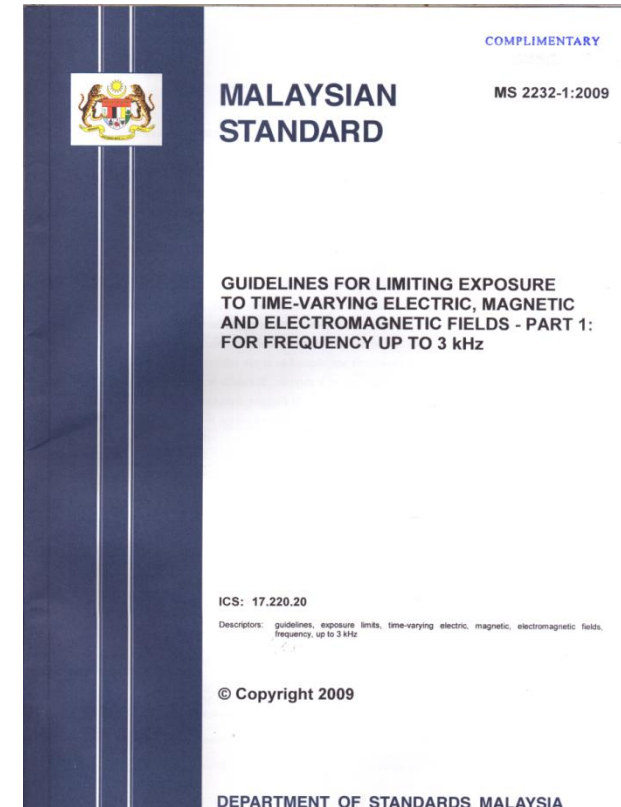 COMPLIMENTARY
MALAYSIAN
STANDARD
MS 2232-1:2009
GUIDELINES FOR LIMITING EXPOSURE
TO TIME-VARYING ELECTRIC, MAGNETIC
AND ELECTROMAGNETIC FIELDS - PART 1:
FOR FREQUENCY UP TO 3 kHz
ICS: 17.220.20
Descriptors: guidelines, exposure limits, time-varying electric, magnetic, electromagnetic fields,
frequency, up to 3 kHz
© Copyright 2009
DEPARTMENT OF STANDARDS MALAYSIA